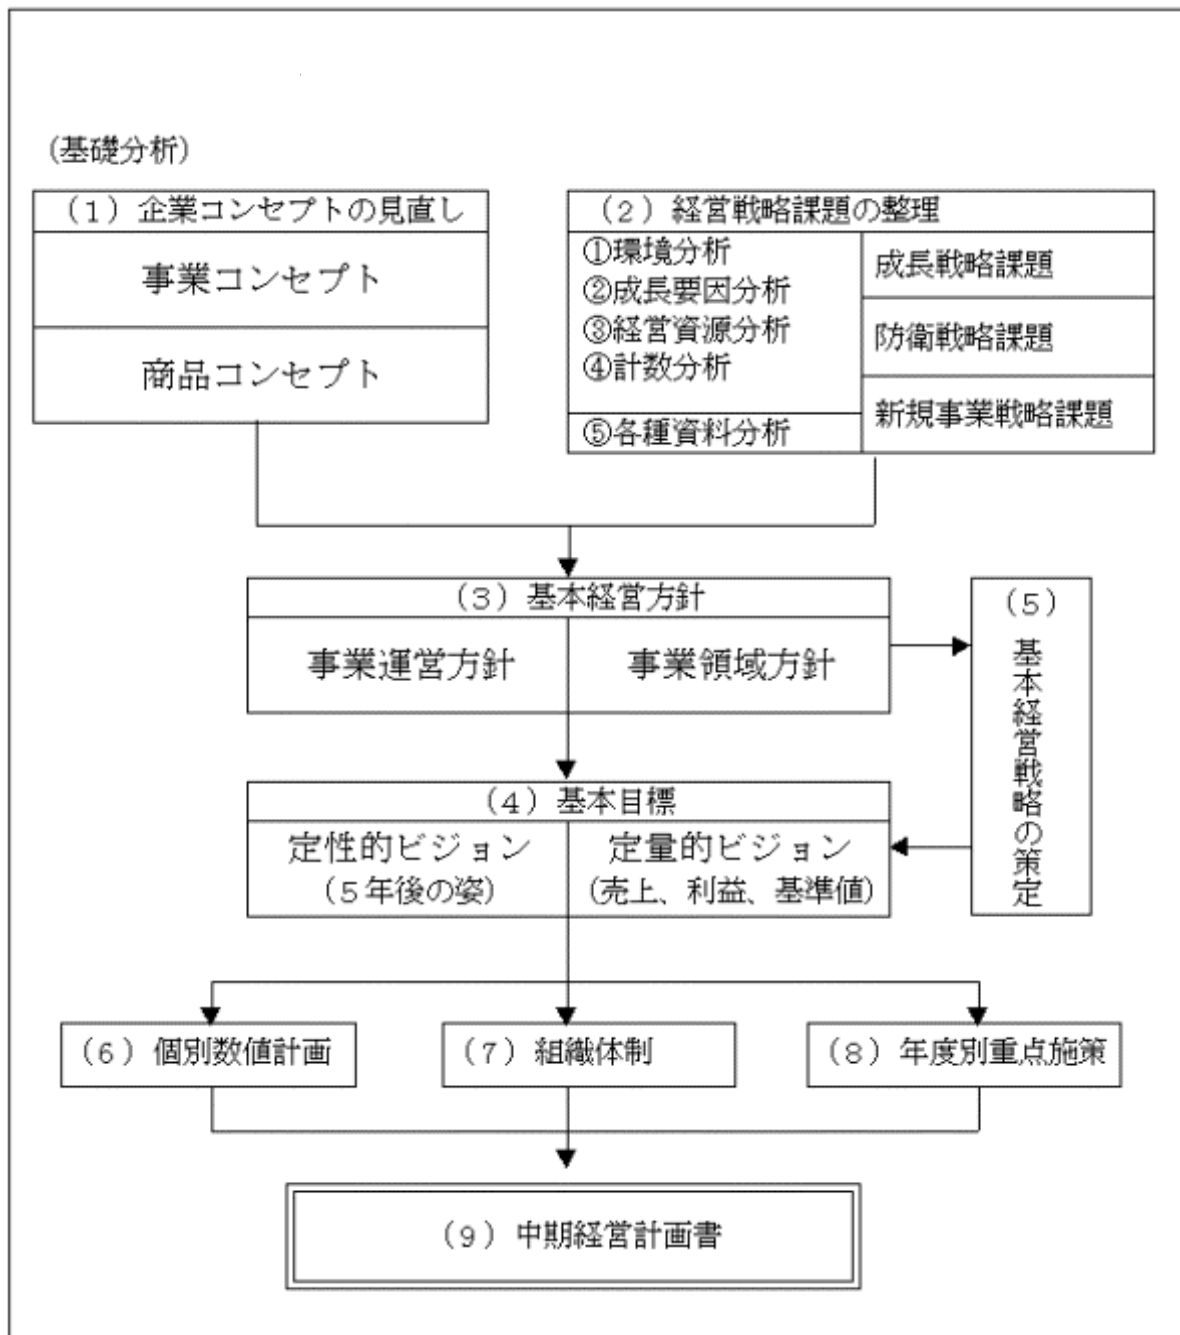 (基礎分析)
(1)企業コンセプトの見直し
事業コンセプト
商品コンセプト
(2)経営戦略課題の整理
①環境分析
②成長要因分析
③経営資源分析
④計数分析
⑤各種資料分析
成長戦略課題
防衛戦略課題
新規事業戦略課題
(3)基本経営方針
事業運営方針
事業領域方針
(5)
基本経営戦略の策定
(4)基本目標
定性的ビジョン
(5年後の姿)
定量的ビジョン
(売上、利益、基準値)
(6)個別数値計画
(7)組織体制
(8)年度別重点施策
(9)中期経営計画書